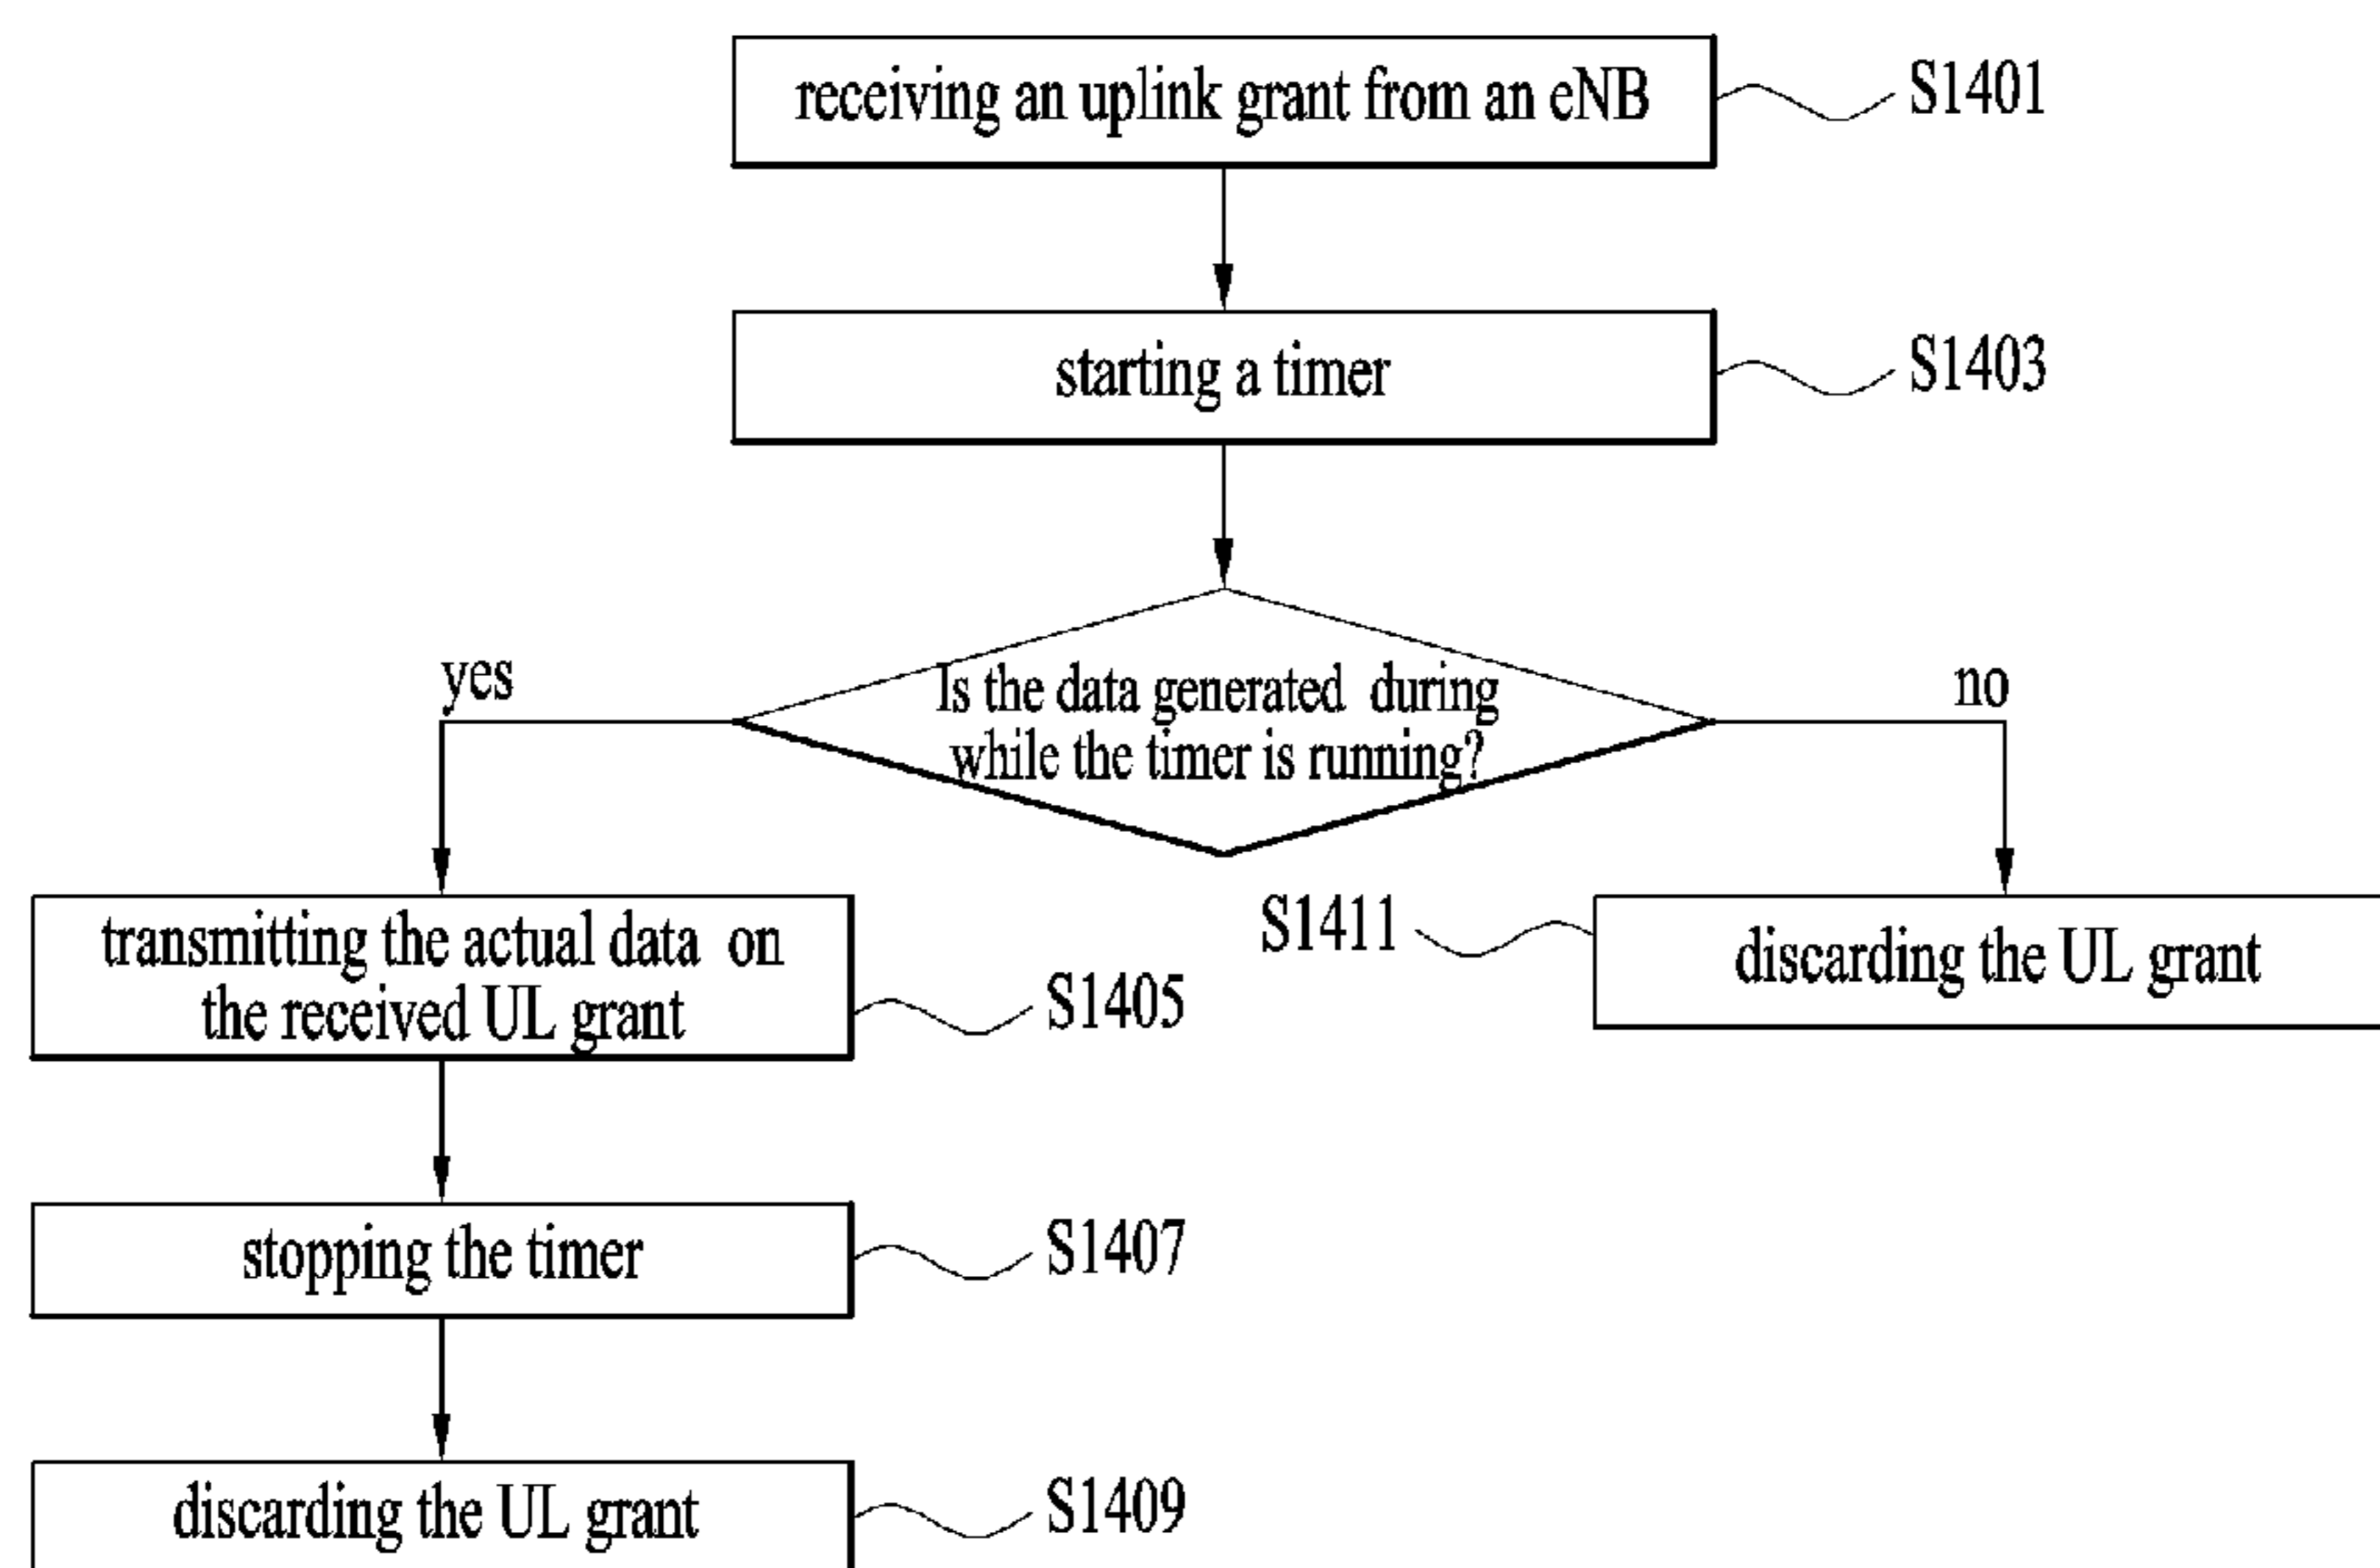 receiving an uplink grant from an eNB
S1401
starting a timer
S1403
Is the data generated during
while the timer is running?
yes
no
transmitting the actual data on
the received UL grant
S1405
S1411
discarding the UL grant
stopping the timer
S1407
discarding the UL grant
S1409